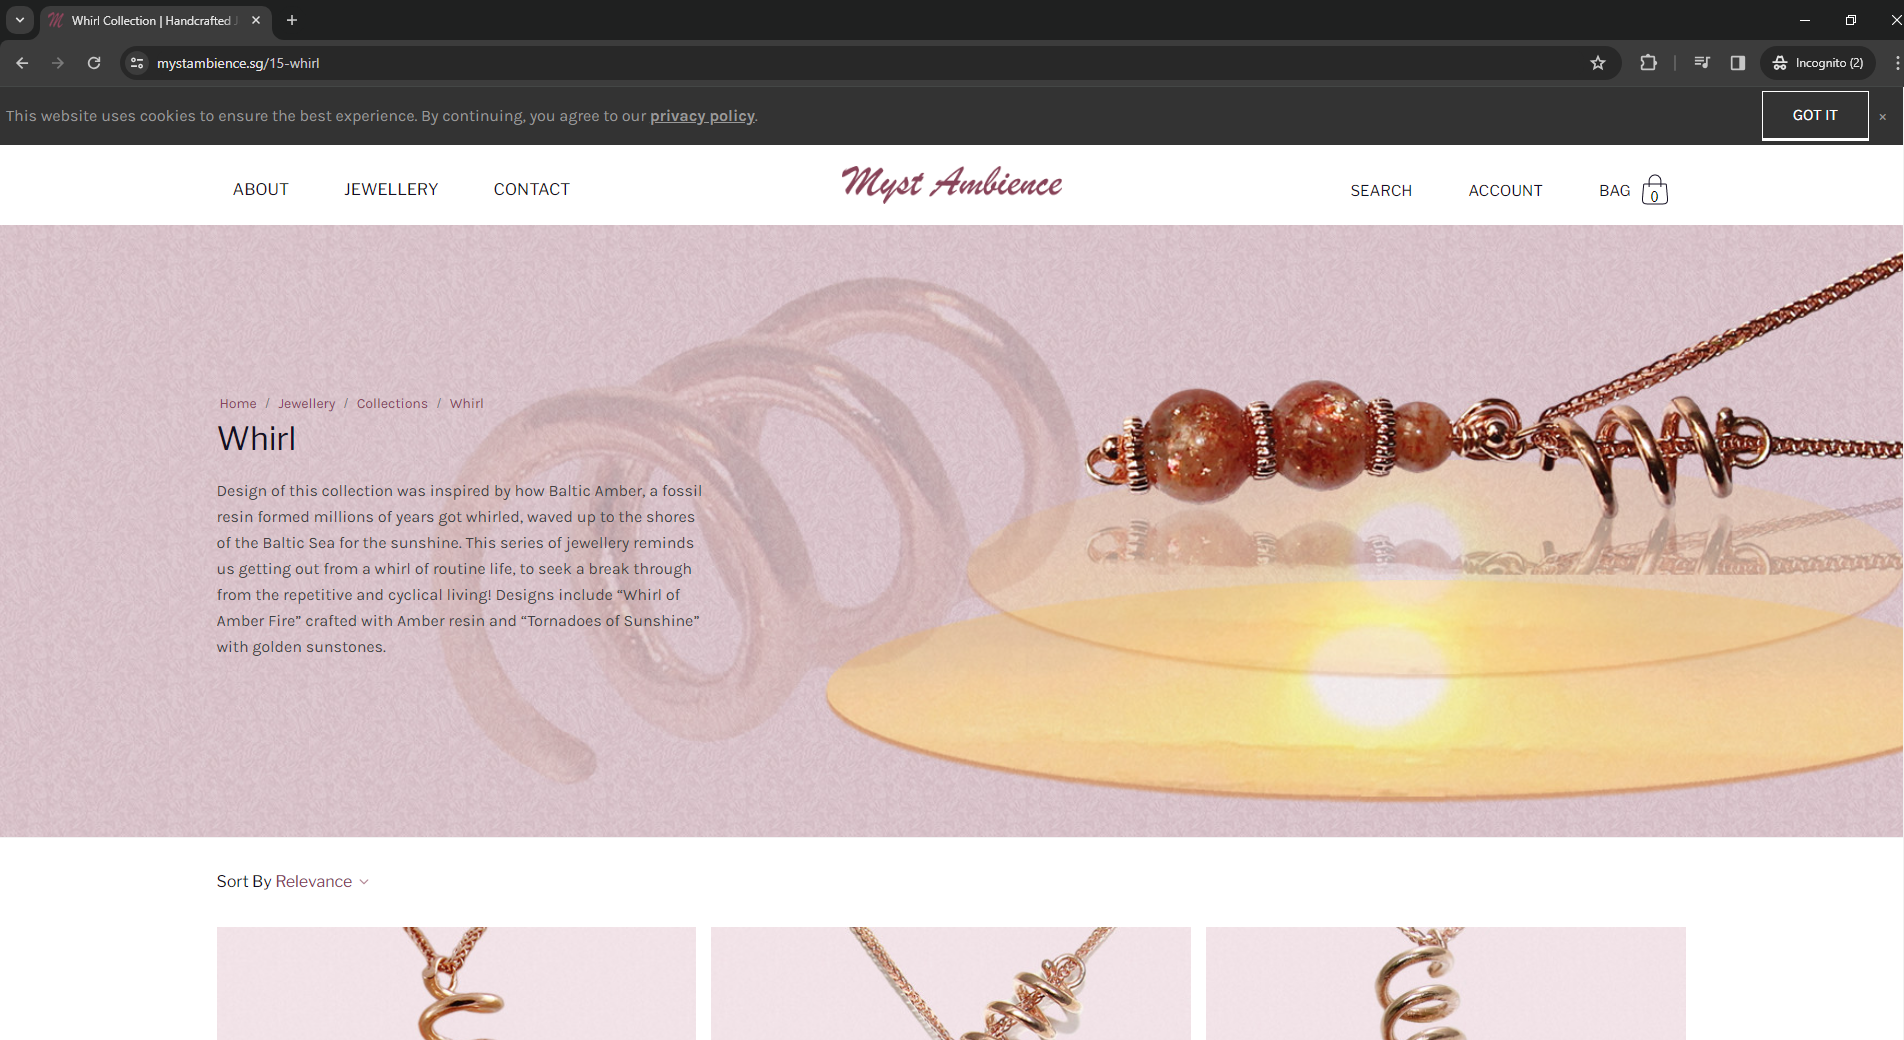 Whirl Collection | Handcrafted J
mystambience.sg/15-whirl
Incognito (2)
This website uses cookies to ensure the best experience. By continuing, you agree to our privacy policy.
GOT IT
×
ABOUT
JEWELLERY
CONTACT
Myst Ambience
SEARCH
ACCOUNT
BAG
0
Home / Jewellery / Collections / Whirl
Whirl
Design of this collection was inspired by how Baltic Amber, a fossil
resin formed millions of years got whirled, waved up to the shores
of the Baltic Sea for the sunshine. This series of jewellery reminds
us getting out from a whirl of routine life, to seek a break through
from the repetitive and cyclical living! Designs include “Whirl of
Amber Fire” crafted with Amber resin and “Tornadoes of Sunshine”
with golden sunstones.
Sort By Relevance